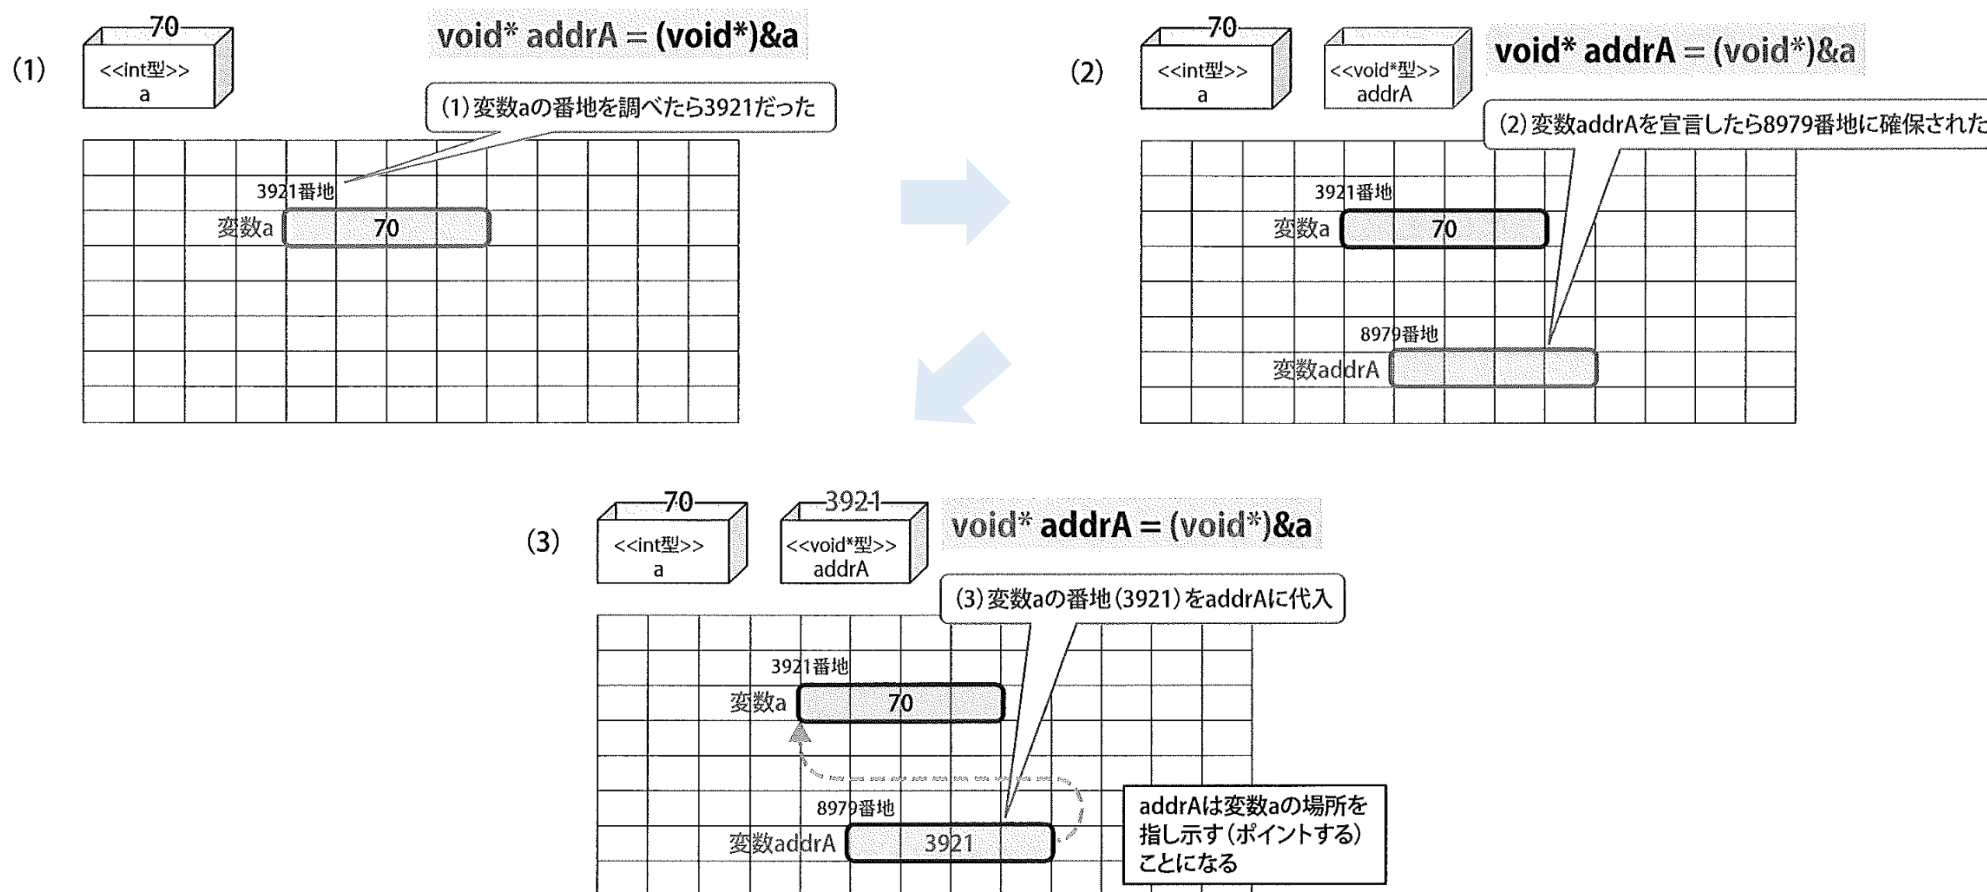 (1)
70
<<int型>>
a
void* addrA = (void*)&a
(1)変数aの番地を調べたら3921だった
3921番地
変数a
70
(2)
70
<<int型>>
a
<<void*型>>
addrA
void* addrA = (void*)&a
(2)変数addrAを宣言したら8979番地に確保された
3921番地
変数a
70
8979番地
変数addrA
(3)
70
<<int型>>
a
3921
<<void*型>>
addrA
void* addrA = (void*)&a
(3)変数aの番地(3921)をaddrAに代入
3921番地
変数a
70
8979番地
変数addrA
3921
addrAは変数aの場所を
指し示す(ポイントする)
ことになる